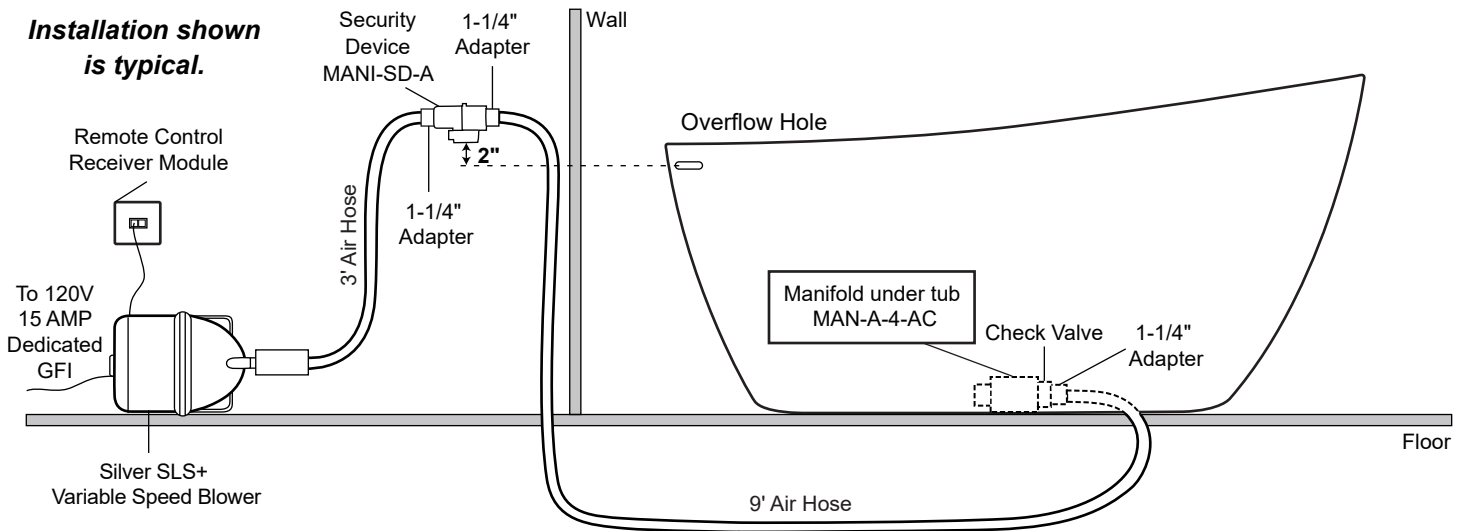 Installation shown
is typical.
Security
Device
MANI-SD-A
1-1/4"
Adapter
Wall
Remote Control
Receiver Module
2"
Overflow Hole
1-1/4"
Adapter
3' Air Hose
To 120V
15 AMP
Dedicated
GFI
Manifold under tub
MAN-A-4-AC
Check Valve
1-1/4"
Adapter
Floor
Silver SLS+
Variable Speed Blower
9' Air Hose